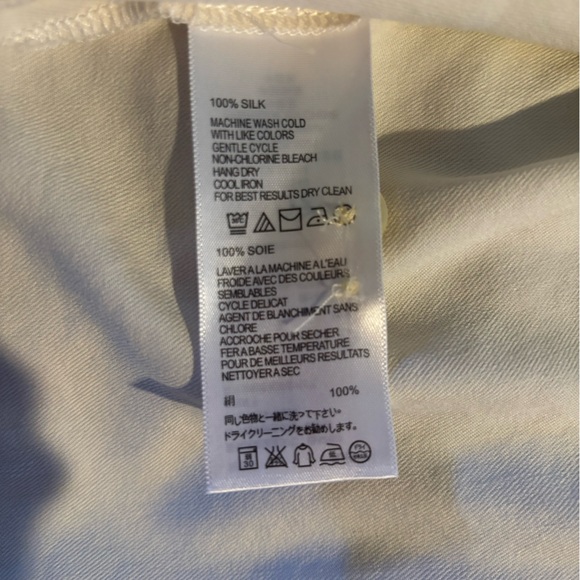 100% SILK
MACHINE WASH COLD
WITH LIKE COLORS
GENTLE CYCLE
NON-CHLORINE BLEACH
HANG DRY
COOL IRON
FOR BEST RESULTS DRY CLEAN
100% SOIE
LAVER A LA MACHINE A L'EAU
FROIDE AVEC DES COULEURS
SEMBLABLES
CYCLE DELICAT
AGENT DE BLANCHIMENT SANS
CHLORE
ACCROCHE POUR SECHER
FER A BASSE TEMPERATURE
POUR DE MEILLEURS RESULTATS
NETTOYER A SEC
絹 100%
同じ色物と一緒に洗って下さい。
ドライクリーニングをお勧めします。
30